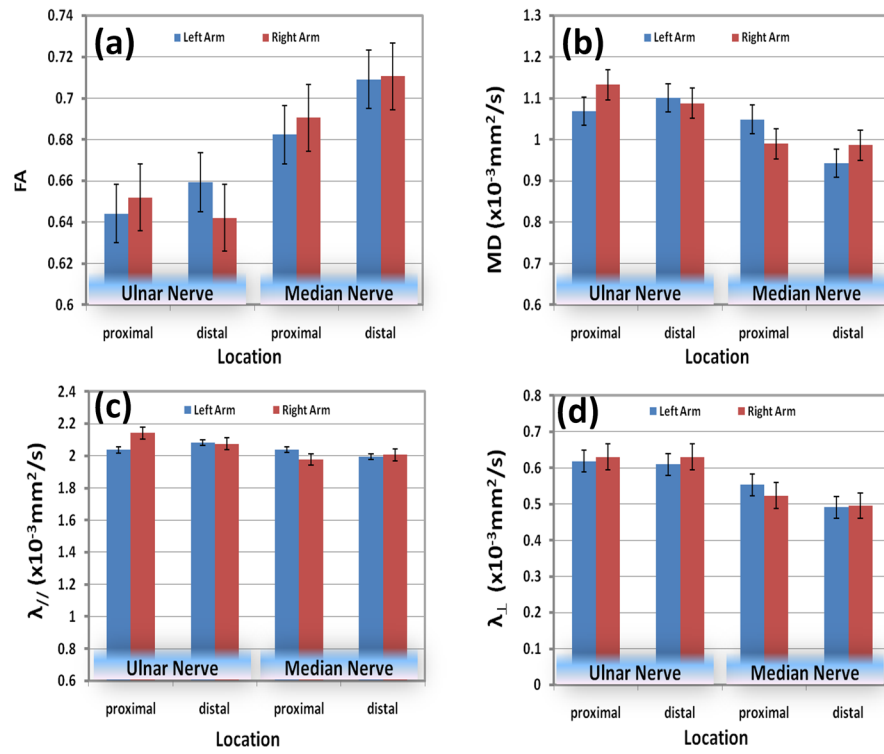 (a)
Left Arm Right Arm
0.74
0.72
0.7
0.68
0.66
0.64
0.62
0.6
FA
Ulnar Nerve Median Nerve
proximal distal proximal distal
Location
(b)
Left Arm Right Arm
1.3
1.2
1.1
1
0.9
0.8
0.7
0.6
MD (x10⁻³mm²/s)
Ulnar Nerve Median Nerve
proximal distal proximal distal
Location
(c)
Left Arm Right Arm
2.4
2.2
2
1.8
1.6
1.4
1.2
1
0.8
0.6
λ// (x10⁻³mm²/s)
Ulnar Nerve Median Nerve
proximal distal proximal distal
Location
(d)
Left Arm Right Arm
0.8
0.7
0.6
0.5
0.4
0.3
0.2
0.1
0
λ⊥ (x10⁻³mm²/s)
Ulnar Nerve Median Nerve
proximal distal proximal distal
Location